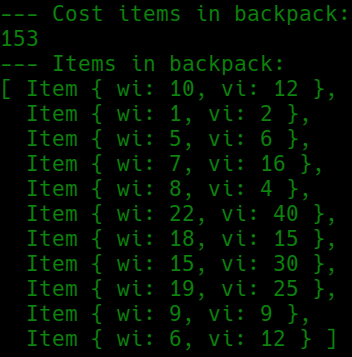 --- Cost items in backpack:
153
--- Items in backpack:
[ Item { wi: 10, vi: 12 },
  Item { wi: 1, vi: 2 },
  Item { wi: 5, vi: 6 },
  Item { wi: 7, vi: 16 },
  Item { wi: 8, vi: 4 },
  Item { wi: 22, vi: 40 },
  Item { wi: 18, vi: 15 },
  Item { wi: 15, vi: 30 },
  Item { wi: 19, vi: 25 },
  Item { wi: 9, vi: 9 },
  Item { wi: 6, vi: 12 } ]